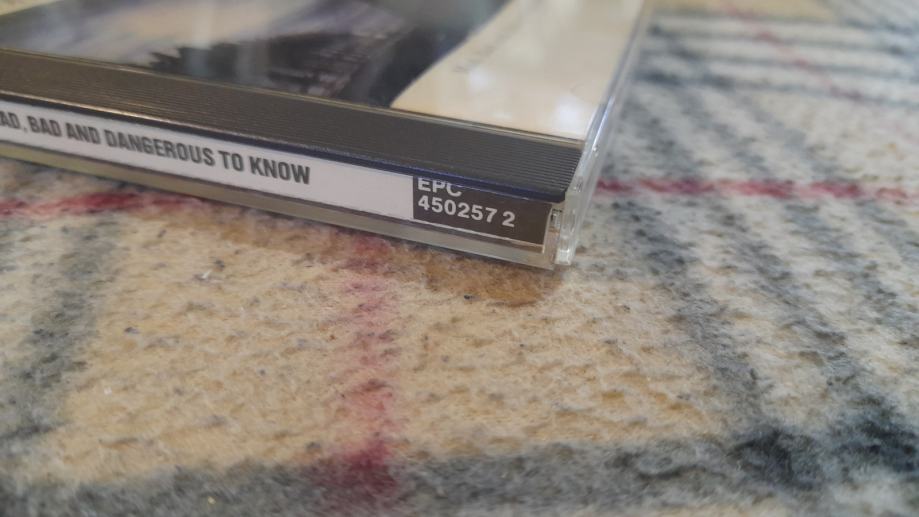 AD, BAD AND DANGEROUS TO KNOW
EPC
450257 2